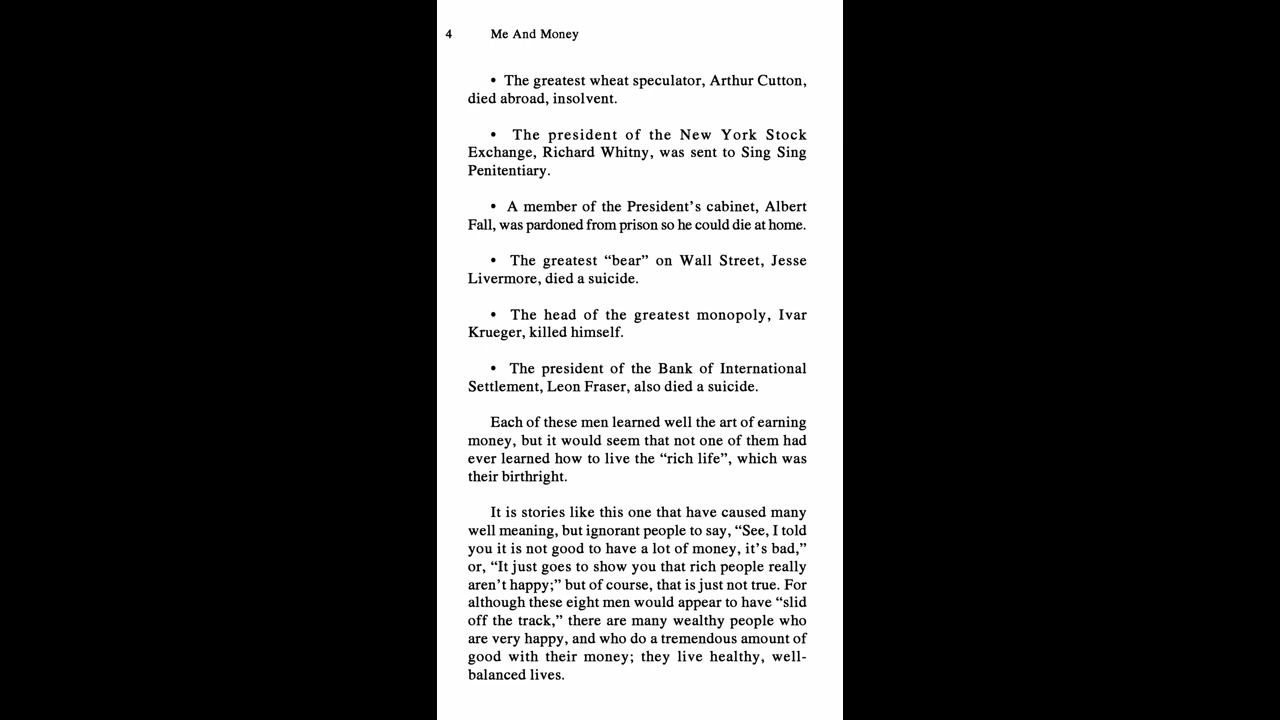 4 Me And Money
• The greatest wheat speculator, Arthur Cutton,
died abroad, insolvent.
• The president of the New York Stock
Exchange, Richard Whitny, was sent to Sing Sing
Penitentiary.
• A member of the President's cabinet, Albert
Fall, was pardoned from prison so he could die at home.
• The greatest “bear” on Wall Street, Jesse
Livermore, died a suicide.
• The head of the greatest monopoly, Ivar
Krueger, killed himself.
• The president of the Bank of International
Settlement, Leon Fraser, also died a suicide.
Each of these men learned well the art of earning
money, but it would seem that not one of them had
ever learned how to live the “rich life”, which was
their birthright.
It is stories like this one that have caused many
well meaning, but ignorant people to say, “See, I told
you it is not good to have a lot of money, it's bad,”
or, “It just goes to show you that rich people really
aren't happy;” but of course, that is just not true. For
although these eight men would appear to have “slid
off the track,” there are many wealthy people who
are very happy, and who do a tremendous amount of
good with their money; they live healthy, well-
balanced lives.